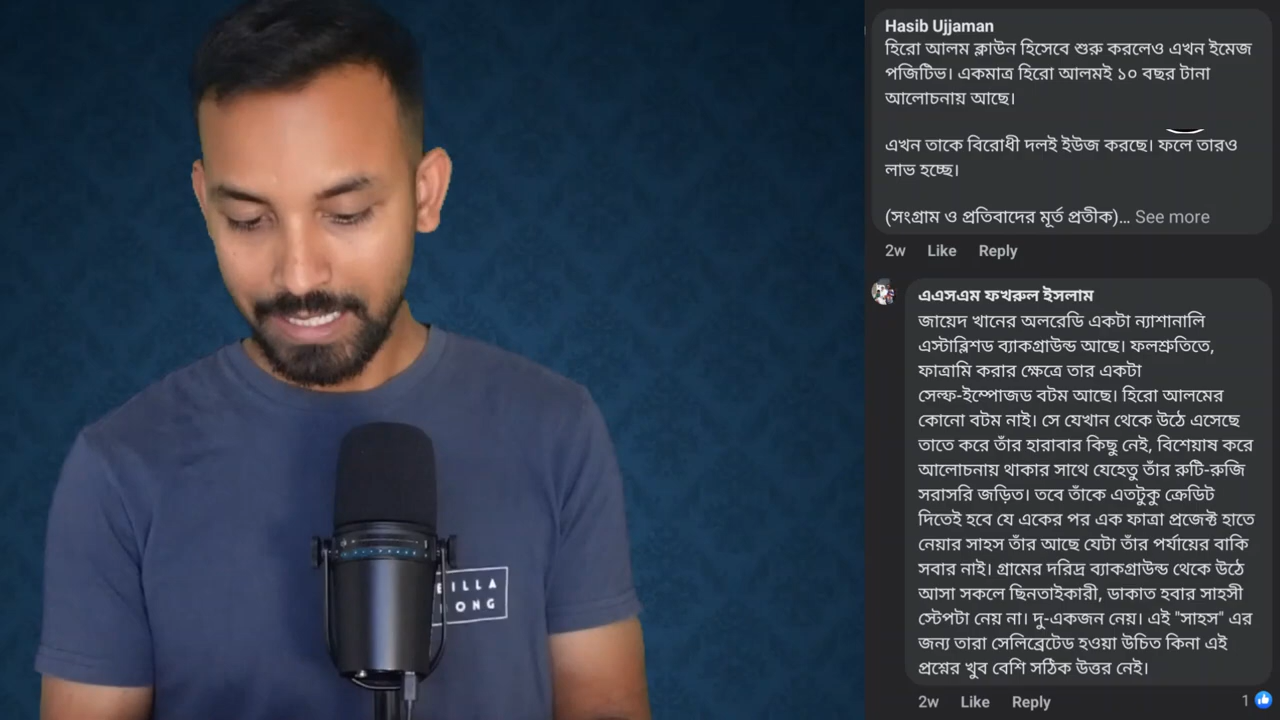 BILLA
BONG
Hasib Ujjaman
হিরো আলম ক্লাউন হিসেবে শুরু করলেও এখন ইমেজ
পজিটিভ। একমাত্র হিরো আলমই ১০ বছর টানা
আলোচনায় আছে।
এখন তাকে বিরোধী দলই ইউজ করছে। ফলে তারও
লাভ হচ্ছে।
(সংগ্রাম ও প্রতিবাদের মূর্ত প্রতীক)... See more
2w Like Reply
এএসএম ফখরুল ইসলাম
জায়েদ খানের অলরেডি একটা ন্যাশানালি
এস্টাব্লিশড ব্যাকগ্রাউন্ড আছে। ফলশ্রুতিতে,
ফাত্রামি করার ক্ষেত্রে তার একটা
সেল্ফ-ইম্পোজড বটম আছে। হিরো আলমের
কোনো বটম নাই। সে যেখান থেকে উঠে এসেছে
তাতে করে তাঁর হারাবার কিছু নেই, বিশেয়াষ করে
আলোচনায় থাকার সাথে যেহেতু তাঁর রুটি-রুজি
সরাসরি জড়িত। তবে তাঁকে এতটুকু ক্রেডিট
দিতেই হবে যে একের পর এক ফাত্রা প্রজেক্ট হাতে
নেয়ার সাহস তাঁর আছে যেটা তাঁর পর্যায়ের বাকি
সবার নাই। গ্রামের দরিদ্র ব্যাকগ্রাউন্ড থেকে উঠে
আসা সকলে ছিনতাইকারী, ডাকাত হবার সাহসী
স্টেপটা নেয় না। দু-একজন নেয়। এই "সাহস" এর
জন্য তারা সেলিব্রেটেড হওয়া উচিত কিনা এই
প্রশ্নের খুব বেশি সঠিক উত্তর নেই।
2w Like Reply 1